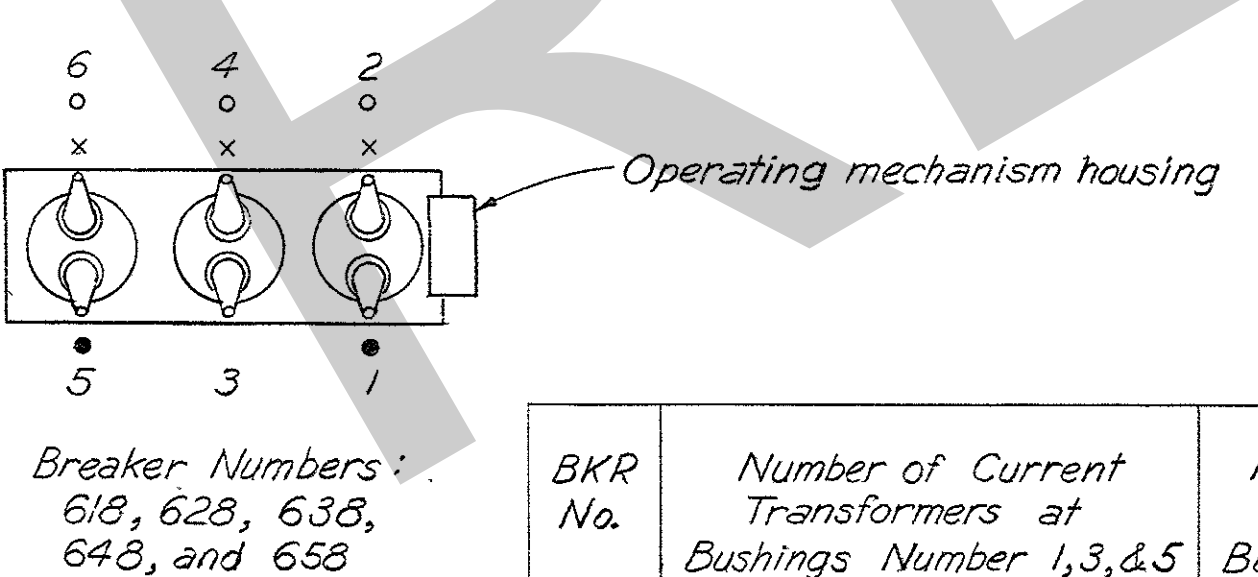 6 4 2
Operating mechanism housing
5 3 1
Breaker Numbers:
618, 628, 638,
648, and 658
BKR
No.
Number of Current
Transformers at
Bushings Number 1,3,&5